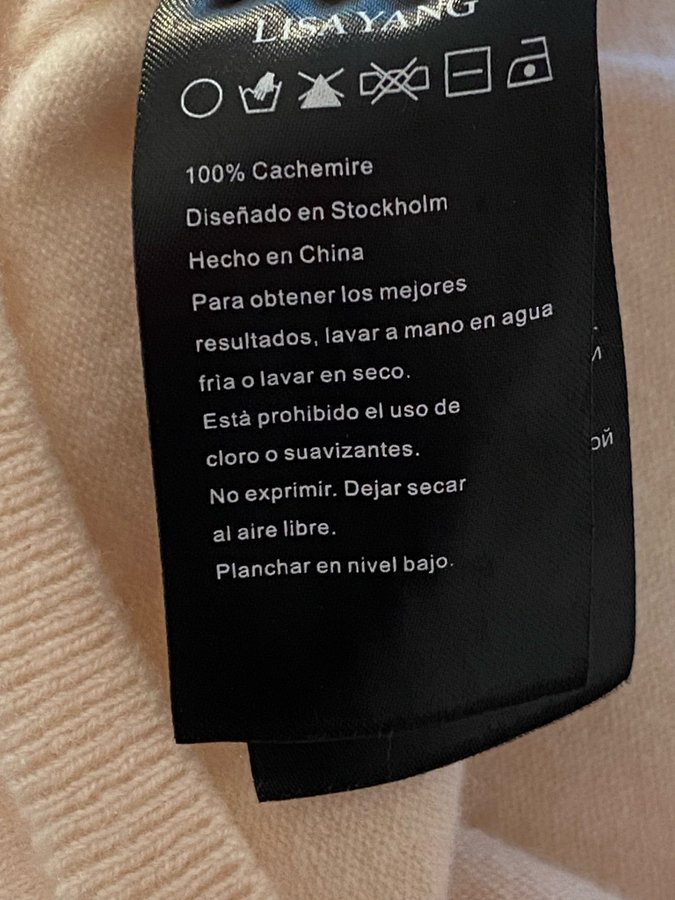 LISA YANG
100% Cachemire
Diseñado en Stockholm
Hecho en China
Para obtener los mejores
resultados, lavar a mano en agua
frìa o lavar en seco.
Està prohibido el uso de
cloro o suavizantes.
No exprimir. Dejar secar
al aire libre.
Planchar en nivel bajo.